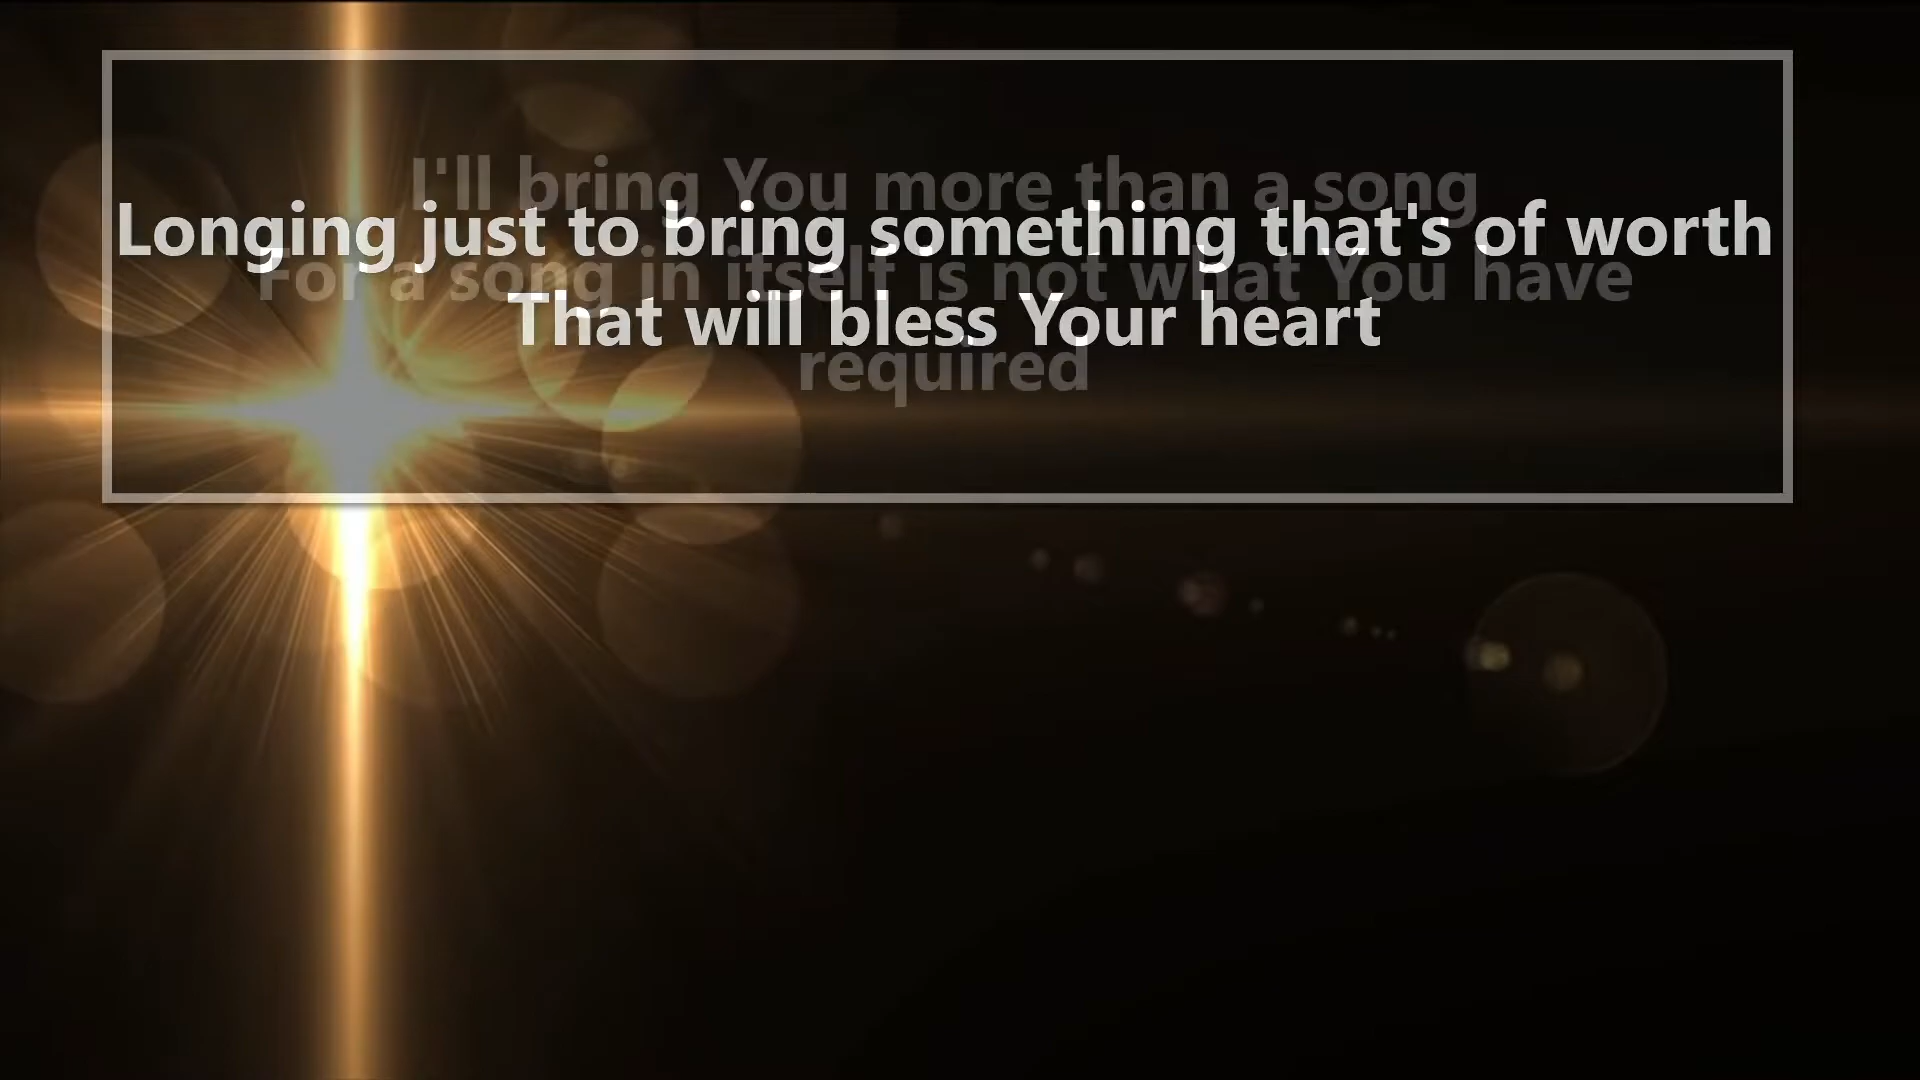 I'll bring You more than a song
Longing just to bring something that's of worth
For a song in itself is not what You have
That will bless Your heart
required